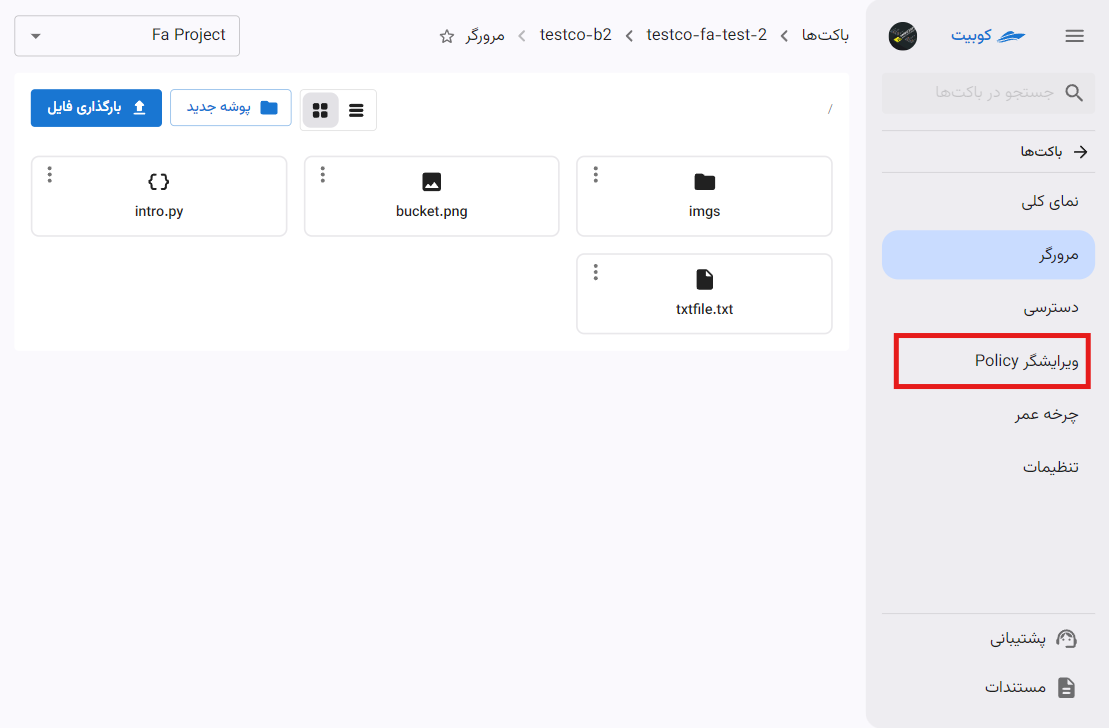 کوبیت
جستجو در باکت‌ها
باکت‌ها
نمای کلی
مرورگر
دسترسی
ویرایشگر Policy
چرخه عمر
تنظیمات
پشتیبانی
مستندات
باکت‌ها > testco-fa-test-2 > testco-b2 > مرورگر
Fa Project
/
پوشه جدید
بارگذاری فایل
imgs
bucket.png
intro.py
txtfile.txt